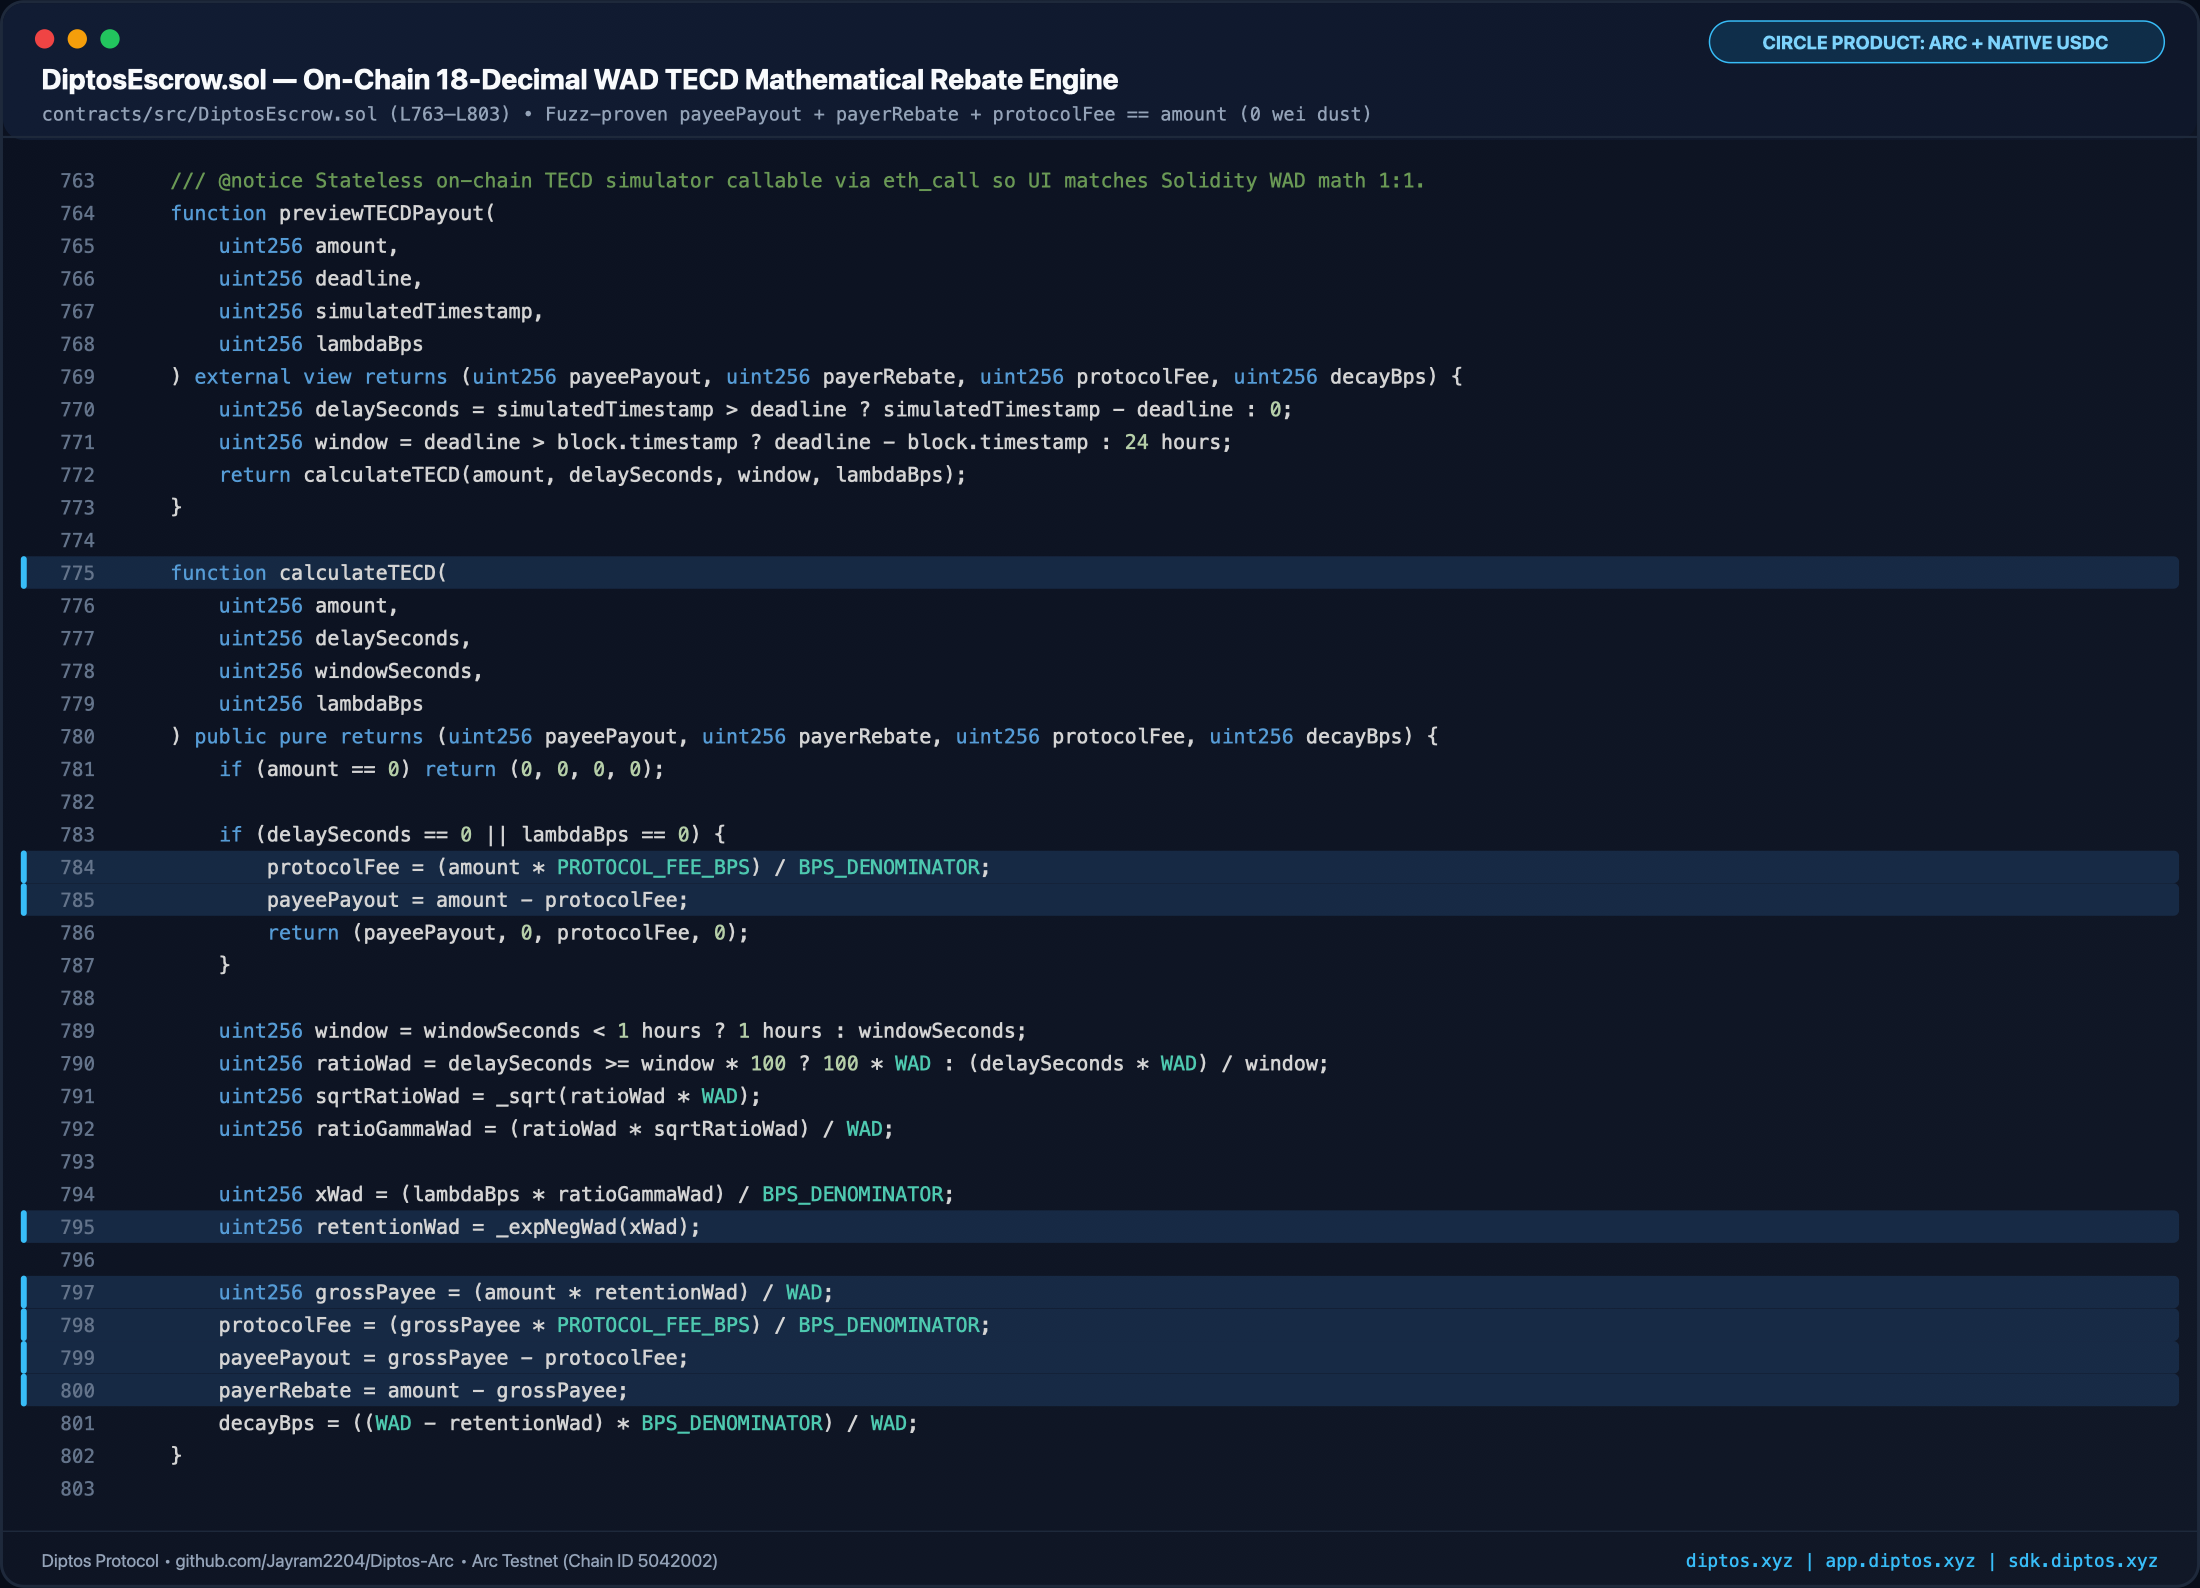 CIRCLE PRODUCT: ARC + NATIVE USDC
DiptosEscrow.sol — On-Chain 18-Decimal WAD TECD Mathematical Rebate Engine
contracts/src/DiptosEscrow.sol (L763–L803) • Fuzz-proven payeePayout + payerRebate + protocolFee == amount (0 wei dust)
763 /// @notice Stateless on-chain TECD simulator callable via eth_call so UI matches Solidity WAD math 1:1.
764 function previewTECDPayout(
765 uint256 amount,
766 uint256 deadline,
767 uint256 simulatedTimestamp,
768 uint256 lambdaBps
769 ) external view returns (uint256 payeePayout, uint256 payerRebate, uint256 protocolFee, uint256 decayBps) {
770 uint256 delaySeconds = simulatedTimestamp > deadline ? simulatedTimestamp - deadline : 0;
771 uint256 window = deadline > block.timestamp ? deadline - block.timestamp : 24 hours;
772 return calculateTECD(amount, delaySeconds, window, lambdaBps);
773 }
774
775 function calculateTECD(
776 uint256 amount,
777 uint256 delaySeconds,
778 uint256 windowSeconds,
779 uint256 lambdaBps
780 ) public pure returns (uint256 payeePayout, uint256 payerRebate, uint256 protocolFee, uint256 decayBps) {
781 if (amount == 0) return (0, 0, 0, 0);
782
783 if (delaySeconds == 0 || lambdaBps == 0) {
784 protocolFee = (amount * PROTOCOL_FEE_BPS) / BPS_DENOMINATOR;
785 payeePayout = amount - protocolFee;
786 return (payeePayout, 0, protocolFee, 0);
787 }
788
789 uint256 window = windowSeconds < 1 hours ? 1 hours : windowSeconds;
790 uint256 ratioWad = delaySeconds >= window * 100 ? 100 * WAD : (delaySeconds * WAD) / window;
791 uint256 sqrtRatioWad = _sqrt(ratioWad * WAD);
792 uint256 ratioGammaWad = (ratioWad * sqrtRatioWad) / WAD;
793
794 uint256 xWad = (lambdaBps * ratioGammaWad) / BPS_DENOMINATOR;
795 uint256 retentionWad = _expNegWad(xWad);
796
797 uint256 grossPayee = (amount * retentionWad) / WAD;
798 protocolFee = (grossPayee * PROTOCOL_FEE_BPS) / BPS_DENOMINATOR;
799 payeePayout = grossPayee - protocolFee;
800 payerRebate = amount - grossPayee;
801 decayBps = ((WAD - retentionWad) * BPS_DENOMINATOR) / WAD;
802 }
803
Diptos Protocol • github.com/Jayram2204/Diptos-Arc • Arc Testnet (Chain ID 5042002)
diptos.xyz | app.diptos.xyz | sdk.diptos.xyz